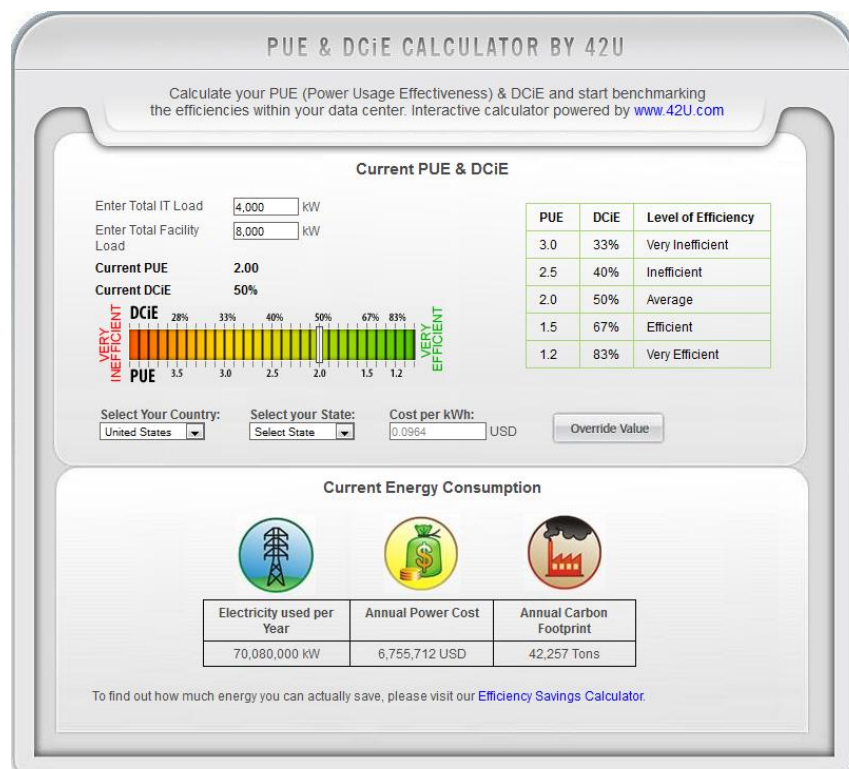 PUE & DCiE CALCULATOR BY 42U
Calculate your PUE (Power Usage Effectiveness) & DCiE and start benchmarking
the efficiencies within your data center. Interactive calculator powered by www.42U.com
Current PUE & DCiE
Enter Total IT Load 4,000 kW
Enter Total Facility Load 8,000 kW
Current PUE 2.00
Current DCiE 50%
VERY INEFFICIENT
DCiE 28% 33% 40% 50% 67% 83%
PUE 3.5 3.0 2.5 2.0 1.5 1.2
VERY EFFICIENT
PUE DCiE Level of Efficiency
3.0 33% Very Inefficient
2.5 40% Inefficient
2.0 50% Average
1.5 67% Efficient
1.2 83% Very Efficient
Select Your Country: Select your State: Cost per kWh:
United States Select State 0.0964 USD Override Value
Current Energy Consumption
$
Electricity used per Year Annual Power Cost Annual Carbon Footprint
70,080,000 kW 6,755,712 USD 42,257 Tons
To find out how much energy you can actually save, please visit our Efficiency Savings Calculator.